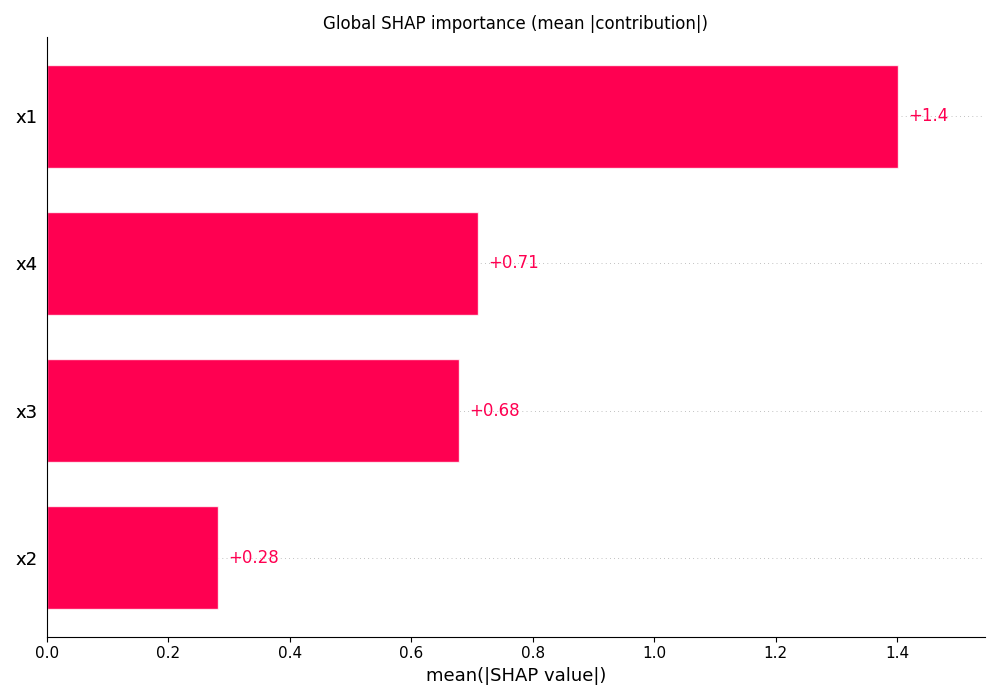 Global SHAP importance (mean |contribution|)
x1
+1.4
x4
+0.71
x3
+0.68
x2
+0.28
0.0 0.2 0.4 0.6 0.8 1.0 1.2 1.4
mean(|SHAP value|)